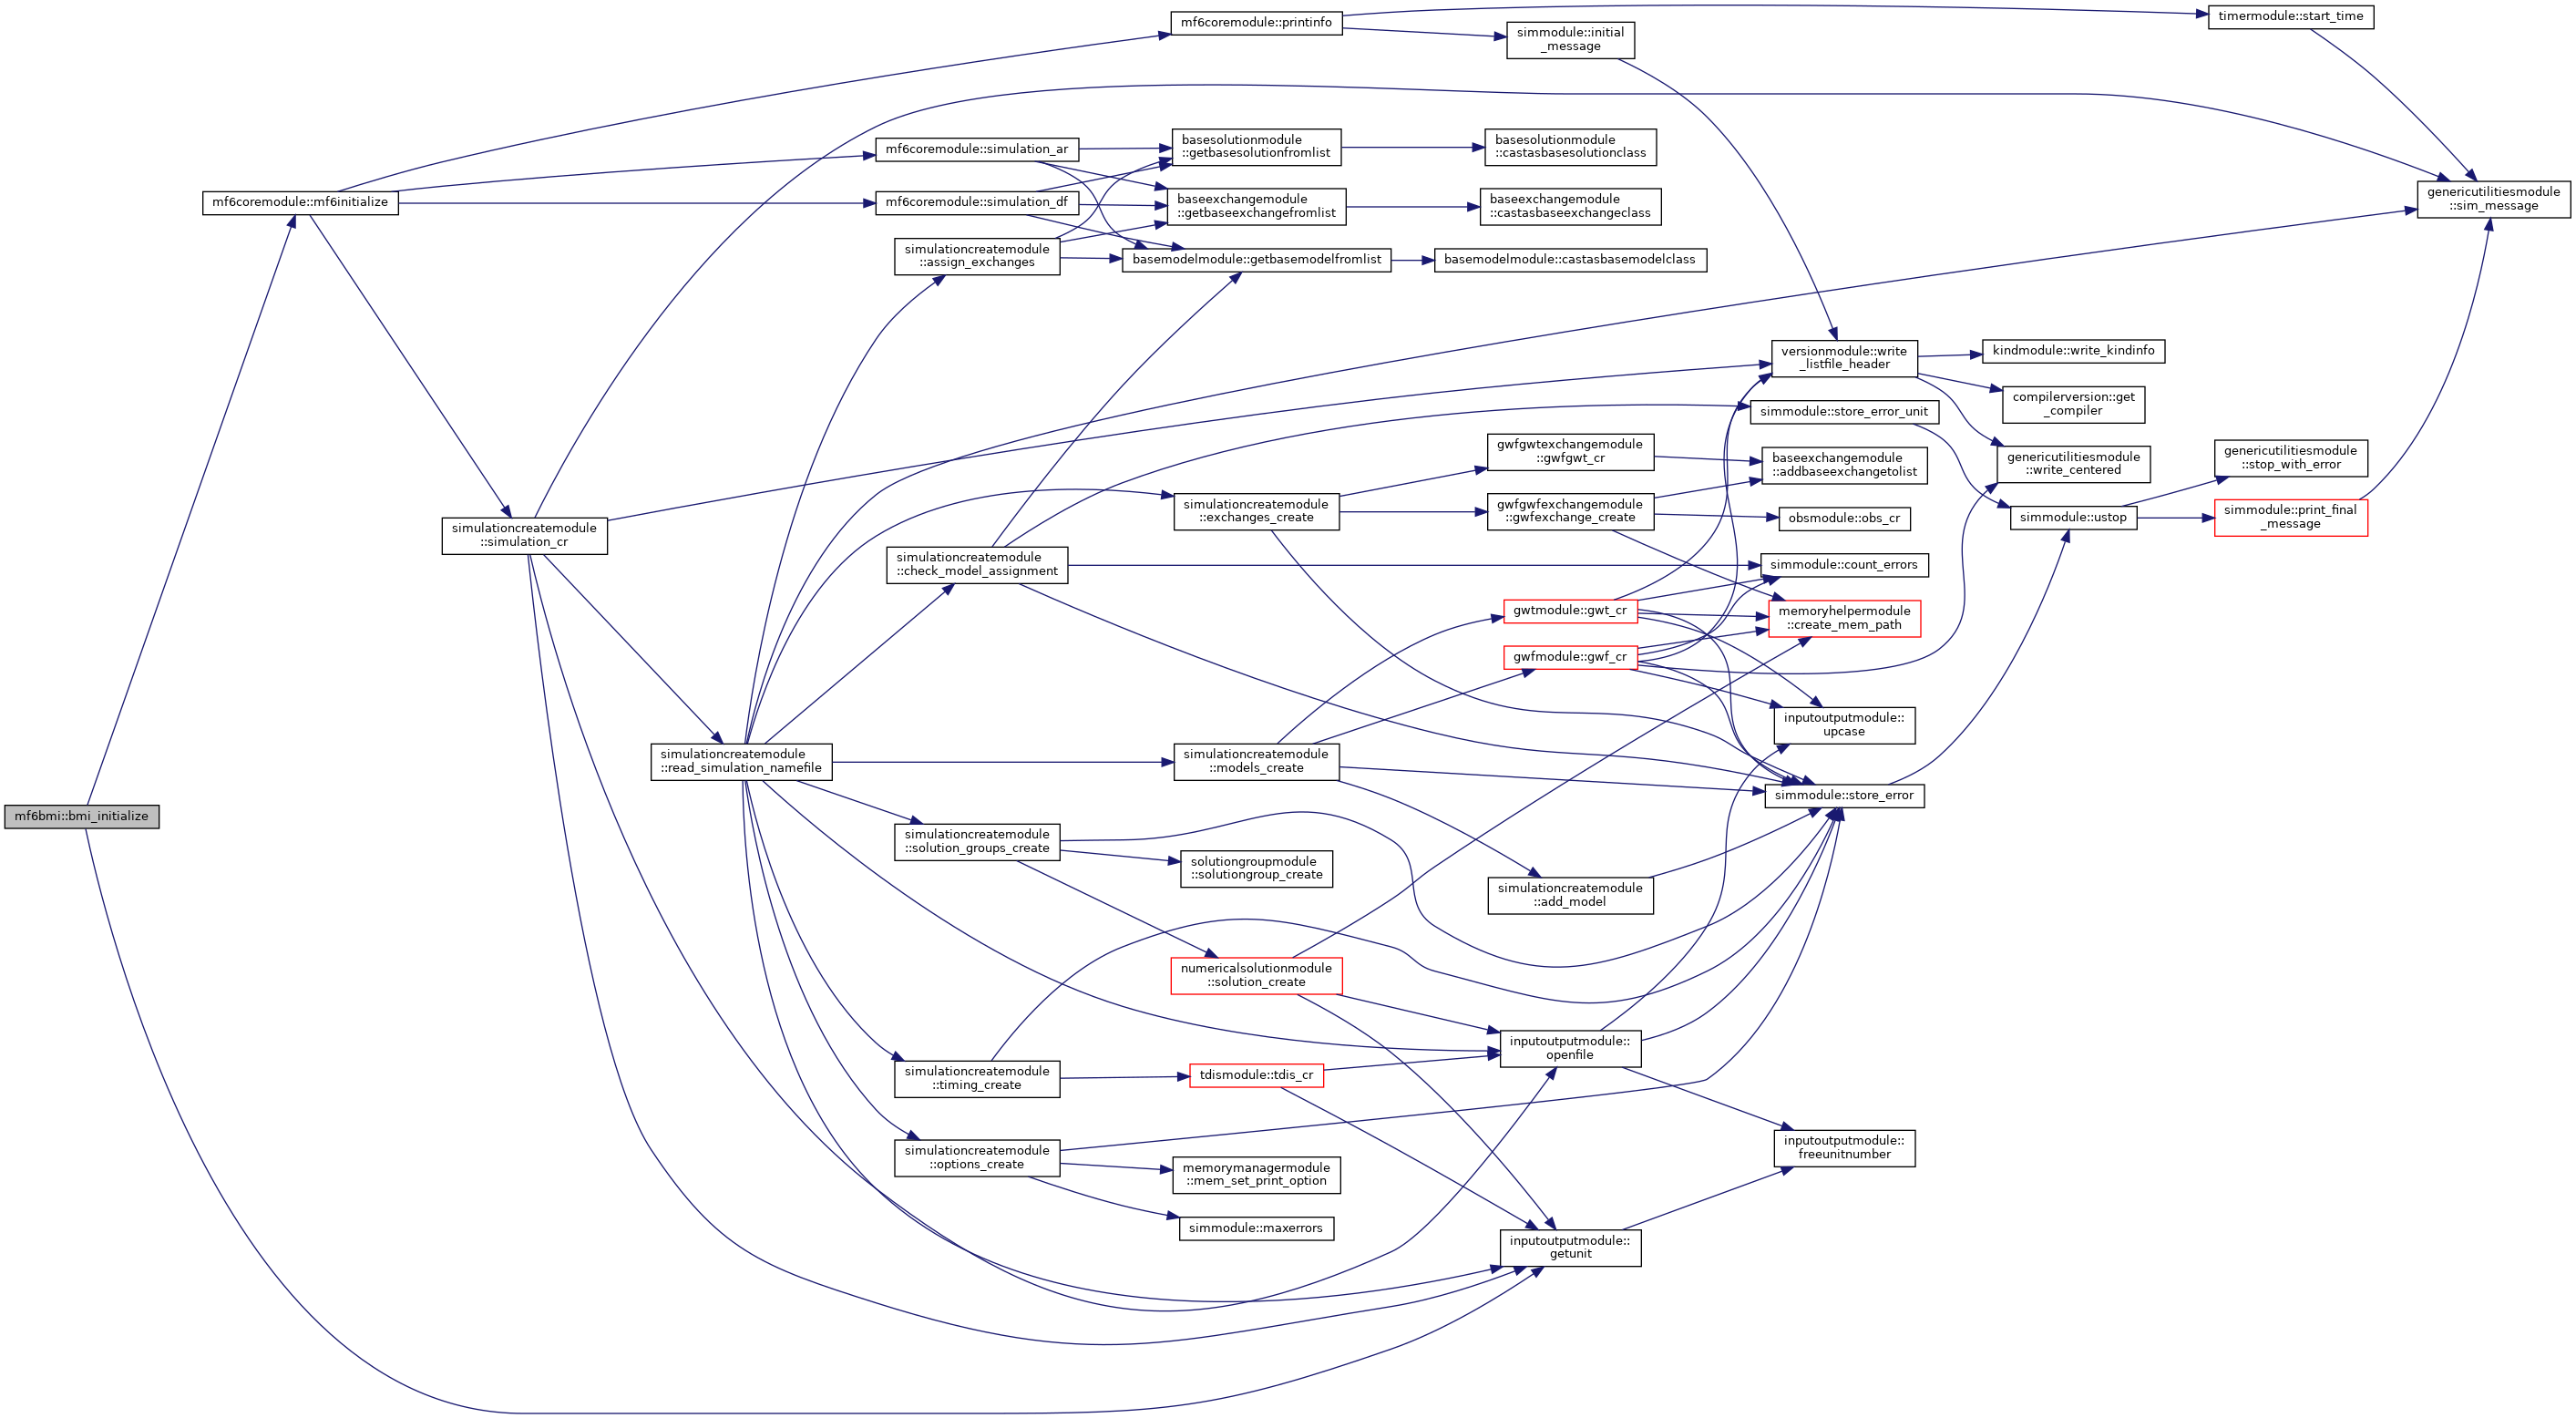 mf6bmi::bmi_initialize
mf6coremodule::mf6initialize
simulationcreatemodule
::simulation_cr
simulationcreatemodule
::read_simulation_namefile
mf6coremodule::simulation_ar
mf6coremodule::simulation_df
simulationcreatemodule
::assign_exchanges
simulationcreatemodule
::check_model_assignment
simulationcreatemodule
::solution_groups_create
simulationcreatemodule
::timing_create
simulationcreatemodule
::options_create
mf6coremodule::printinfo
basesolutionmodule
::getbasesolutionfromlist
baseexchangemodule
::getbaseexchangefromlist
basemodelmodule::getbasemodelfromlist
simulationcreatemodule
::exchanges_create
simulationcreatemodule
::models_create
solutiongroupmodule
::solutiongroup_create
numericalsolutionmodule
::solution_create
tdismodule::tdis_cr
memorymanagermodule
::mem_set_print_option
simmodule::maxerrors
simmodule::initial
_message
basesolutionmodule
::castasbasesolutionclass
baseexchangemodule
::castasbaseexchangeclass
basemodelmodule::castasbasemodelclass
gwfgwtexchangemodule
::gwfgwt_cr
gwfgwfexchangemodule
::gwfexchange_create
gwtmodule::gwt_cr
gwfmodule::gwf_cr
simulationcreatemodule
::add_model
inputoutputmodule::
openfile
inputoutputmodule::
getunit
versionmodule::write
_listfile_header
simmodule::store_error_unit
baseexchangemodule
::addbaseexchangetolist
obsmodule::obs_cr
simmodule::count_errors
memoryhelpermodule
::create_mem_path
inputoutputmodule::
upcase
simmodule::store_error
inputoutputmodule::
freeunitnumber
kindmodule::write_kindinfo
compilerversion::get
_compiler
genericutilitiesmodule
::write_centered
simmodule::ustop
timermodule::start_time
genericutilitiesmodule
::stop_with_error
simmodule::print_final
_message
genericutilitiesmodule
::sim_message